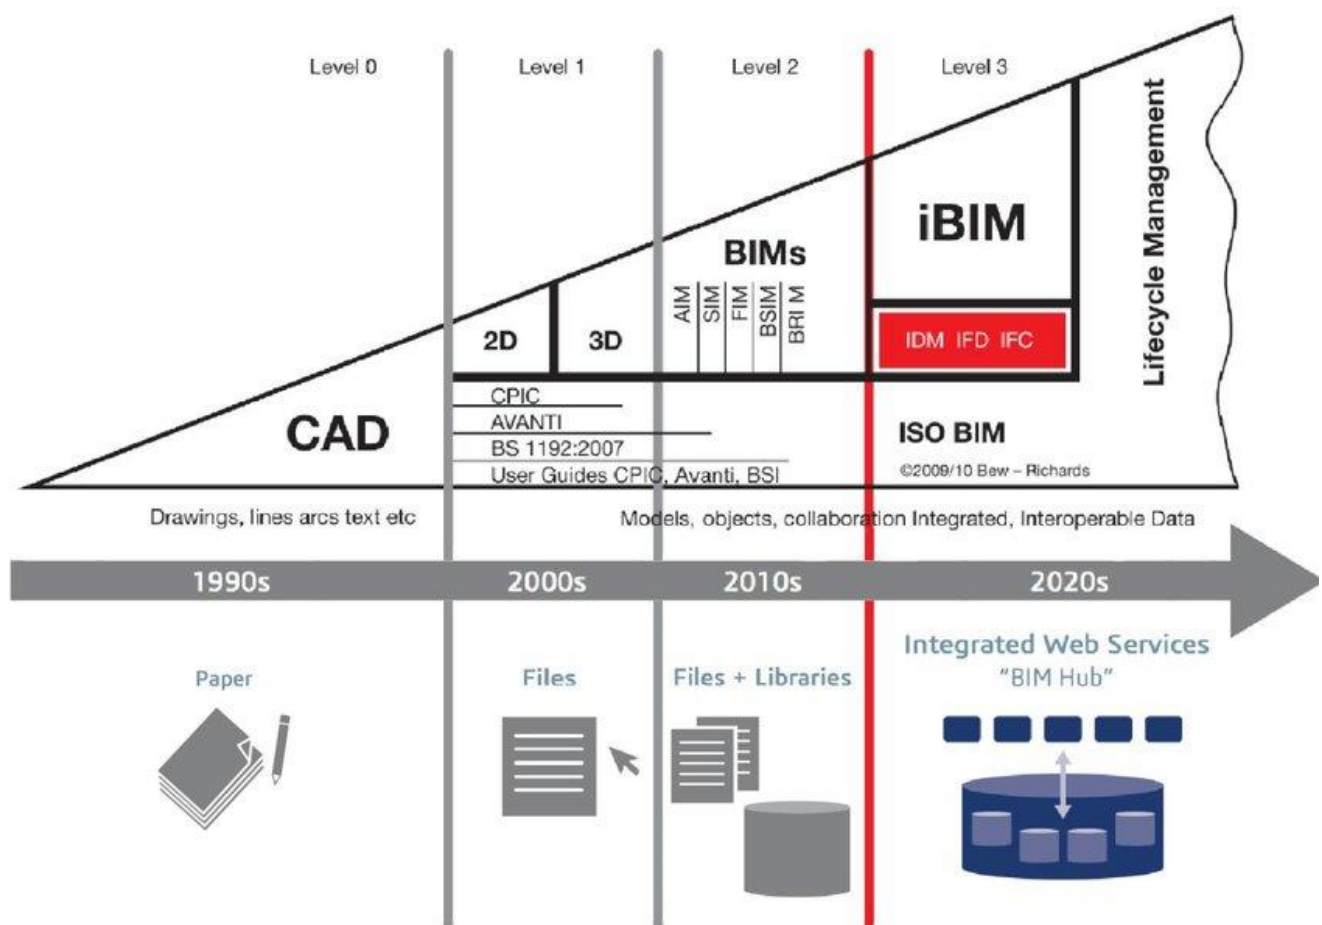 Level 0
Level 1
Level 2
Level 3
Lifecycle Management
iBIM
BIMs
AIM
SIM
FIM
BSIM
BRI M
2D
3D
IDM IFD IFC
CAD
CPIC
AVANTI
BS 1192:2007
User Guides CPIC, Avanti, BSI
ISO BIM
©2009/10 Bew – Richards
Drawings, lines arcs text etc
Models, objects, collaboration Integrated, Interoperable Data
1990s
2000s
2010s
2020s
Paper
Files
Files + Libraries
Integrated Web Services
"BIM Hub"